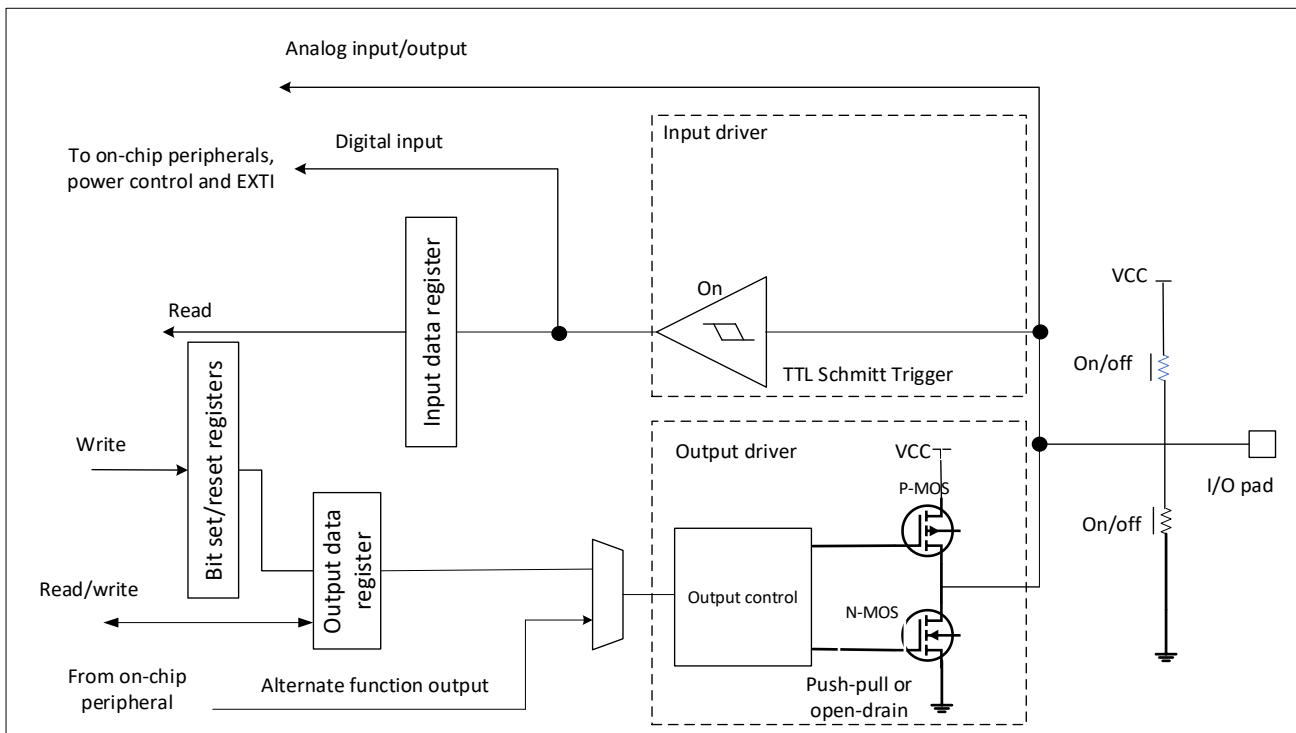 Analog input/output
Input driver
Digital input
To on-chip peripherals,
power control and EXTI
Input data register
On
VCC
Read
TTL Schmitt Trigger
On/off
Bit set/reset registers
Write
Output driver
VCC
I/O pad
P-MOS
Output data
register
On/off
Read/write
Output control
N-MOS
From on-chip
peripheral
Alternate function output
Push-pull or
open-drain